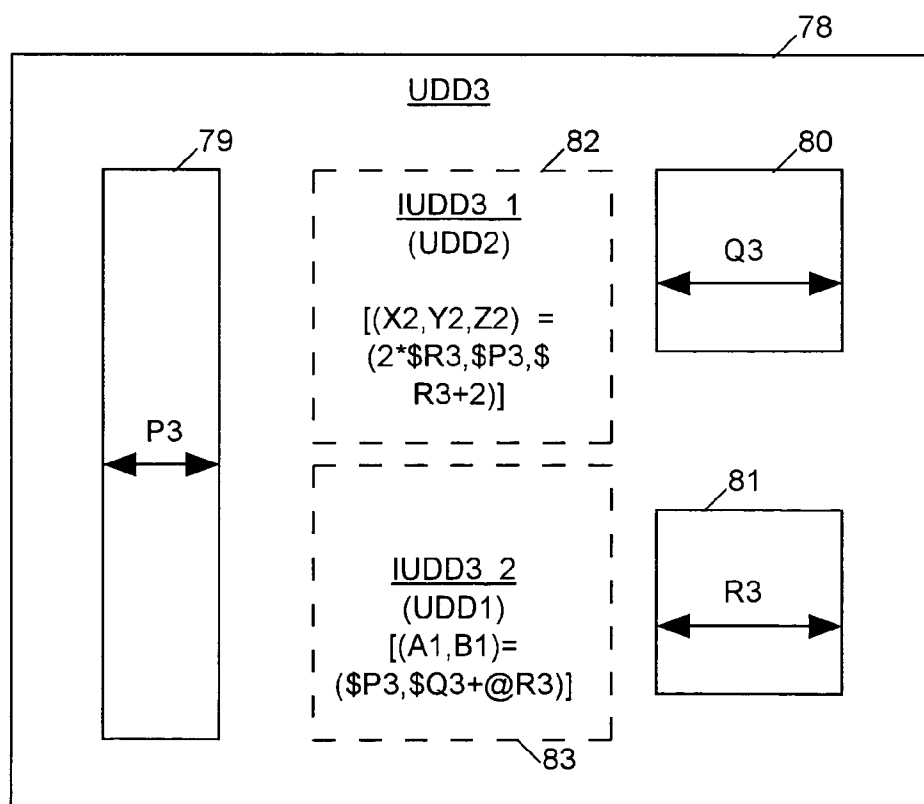 78
UDD3
79
82
80
IUDD3_1
(UDD2)
Q3
[(X2,Y2,Z2) =
(2*$R3,$P3,$
R3+2)]
P3
81
IUDD3_2
(UDD1)
R3
[(A1,B1)=
($P3,$Q3+@R3)]
83